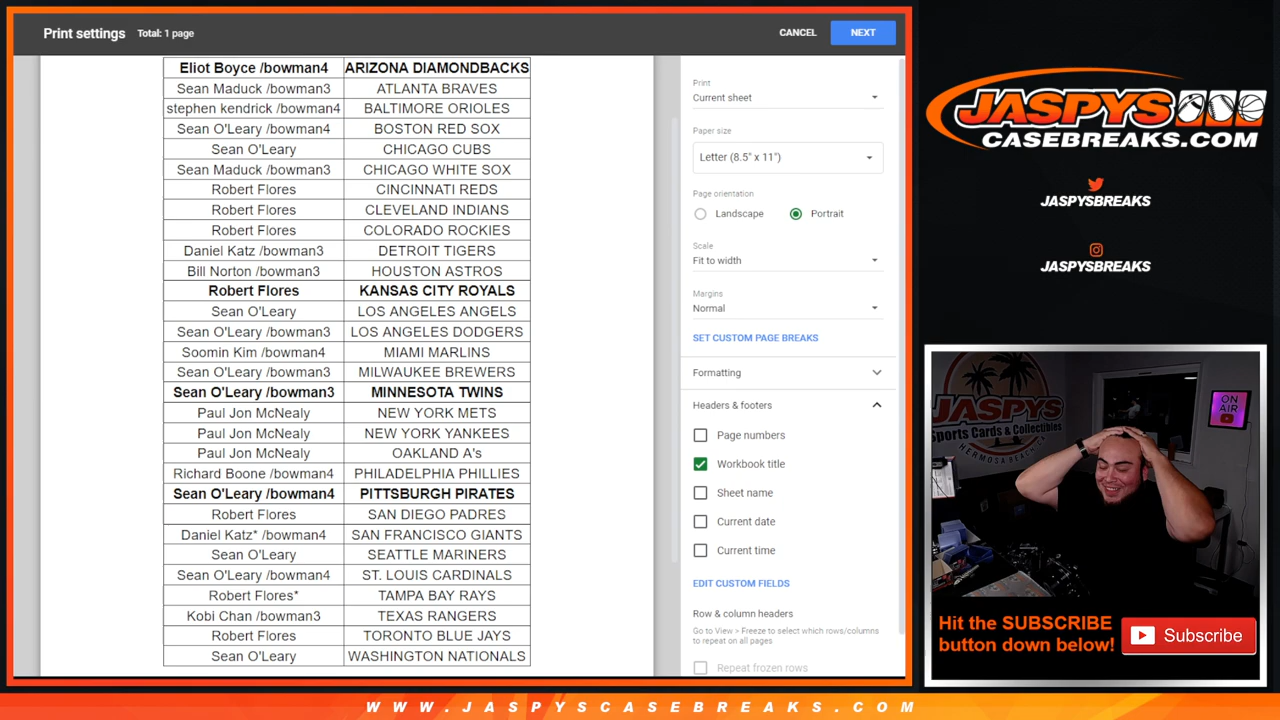 Print settings Total: 1 page
CANCEL NEXT
Eliot Boyce /bowman4 ARIZONA DIAMONDBACKS
Sean Maduck /bowman3 ATLANTA BRAVES
stephen kendrick /bowman4 BALTIMORE ORIOLES
Sean O'Leary /bowman4 BOSTON RED SOX
Sean O'Leary CHICAGO CUBS
Sean Maduck /bowman3 CHICAGO WHITE SOX
Robert Flores CINCINNATI REDS
Robert Flores CLEVELAND INDIANS
Robert Flores COLORADO ROCKIES
Daniel Katz /bowman3 DETROIT TIGERS
Bill Norton /bowman3 HOUSTON ASTROS
Robert Flores KANSAS CITY ROYALS
Sean O'Leary LOS ANGELES ANGELS
Sean O'Leary /bowman3 LOS ANGELES DODGERS
Soomin Kim /bowman4 MIAMI MARLINS
Sean O'Leary /bowman3 MILWAUKEE BREWERS
Sean O'Leary /bowman3 MINNESOTA TWINS
Paul Jon McNealy NEW YORK METS
Paul Jon McNealy NEW YORK YANKEES
Paul Jon McNealy OAKLAND A's
Richard Boone /bowman4 PHILADELPHIA PHILLIES
Sean O'Leary /bowman4 PITTSBURGH PIRATES
Robert Flores SAN DIEGO PADRES
Daniel Katz* /bowman4 SAN FRANCISCO GIANTS
Sean O'Leary SEATTLE MARINERS
Sean O'Leary /bowman4 ST. LOUIS CARDINALS
Robert Flores* TAMPA BAY RAYS
Kobi Chan /bowman3 TEXAS RANGERS
Robert Flores TORONTO BLUE JAYS
Sean O'Leary WASHINGTON NATIONALS
Print
Current sheet
Paper size
Letter (8.5" x 11")
Page orientation
Landscape Portrait
Scale
Fit to width
Margins
Normal
SET CUSTOM PAGE BREAKS
Formatting
Headers & footers
Page numbers
Workbook title
Sheet name
Current date
Current time
EDIT CUSTOM FIELDS
Row & column headers
Go to View > Freeze to select which rows/columns
to repeat on all pages
Repeat frozen rows
JASPYS
CASEBREAKS.COM
JASPYSBREAKS
JASPYSBREAKS
JASPYS
Sports Cards & Collectibles
HERMOSA BEACH, CA
ON
AIR
Hit the SUBSCRIBE
button down below!
Subscribe
WWW.JASPYSCASEBREAKS.COM